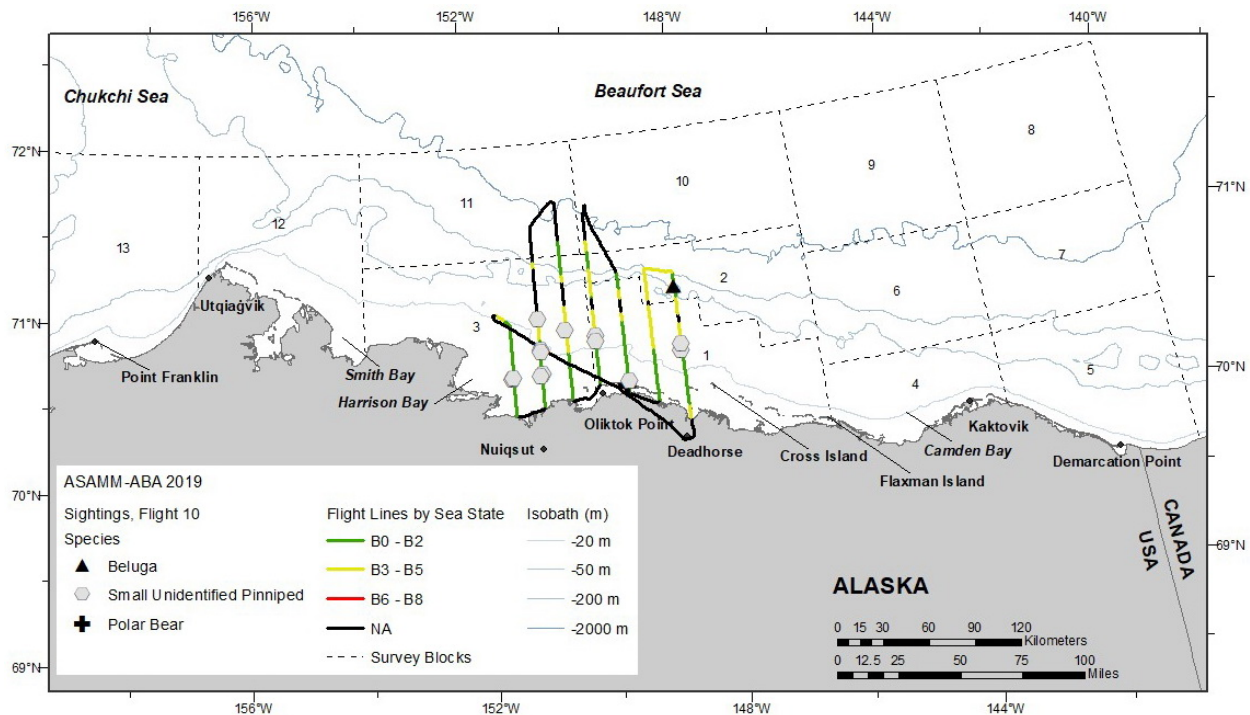 156°W 152°W 148°W 140°W
Chukchi Sea
Beaufort Sea
8
72°N
9
10
71°N
11
12
13
7
2
6
Utqiaġvik
71°N
3
1
Point Franklin
70°N
5
Smith Bay
4
Harrison Bay
Oliktok Point
Kaktovik
Nuiqsut
Deadhorse
Camden Bay
Cross Island
Demarcation Point
Flaxman Island
70°N
ASAMM-ABA 2019
Sightings, Flight 10
Species
Beluga
Small Unidentified Pinniped
Polar Bear
Flight Lines by Sea State
B0 - B2
B3 - B5
B6 - B8
NA
Survey Blocks
Isobath (m)
-20 m
-50 m
-200 m
-2000 m
CANADA
USA
69°N
ALASKA
0 15 30 60 90 120
Kilometers
0 12.5 25 50 75 100
Miles
69°N
156°W 152°W 148°W 144°W